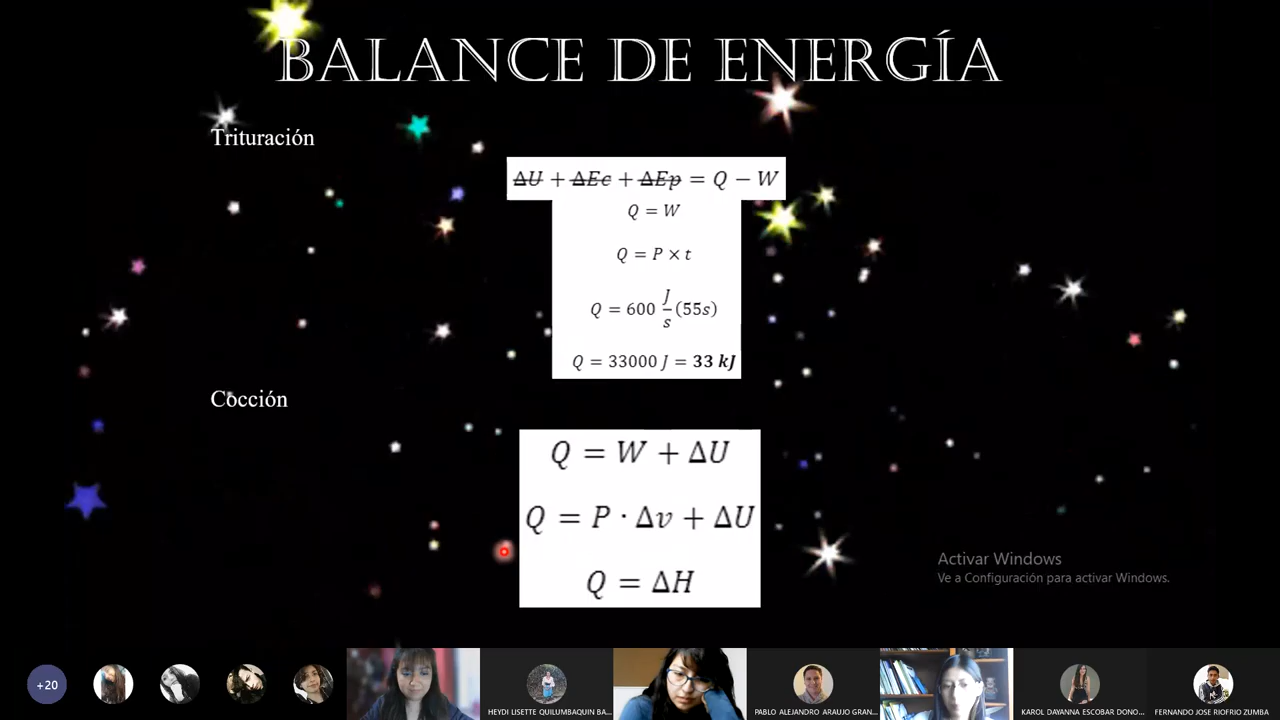 BALANCE DE ENERGÍA
Trituración
ΔU + ΔEc + ΔEp = Q − W
Q = W
Q = P × t
Q = 600 J/s (55s)
Q = 33000 J = 33 kJ
Cocción
Q = W + ΔU
Q = P · Δv + ΔU
Q = ΔH
Activar Windows
Ve a Configuración para activar Windows.
+20
HEYDI LISETTE QUILUMBAQUIN BA...
PABLO ALEJANDRO ARAUJO GRAN...
KAROL DAYANNA ESCOBAR DONO...
FERNANDO JOSE RIOFRIO ZUMBA